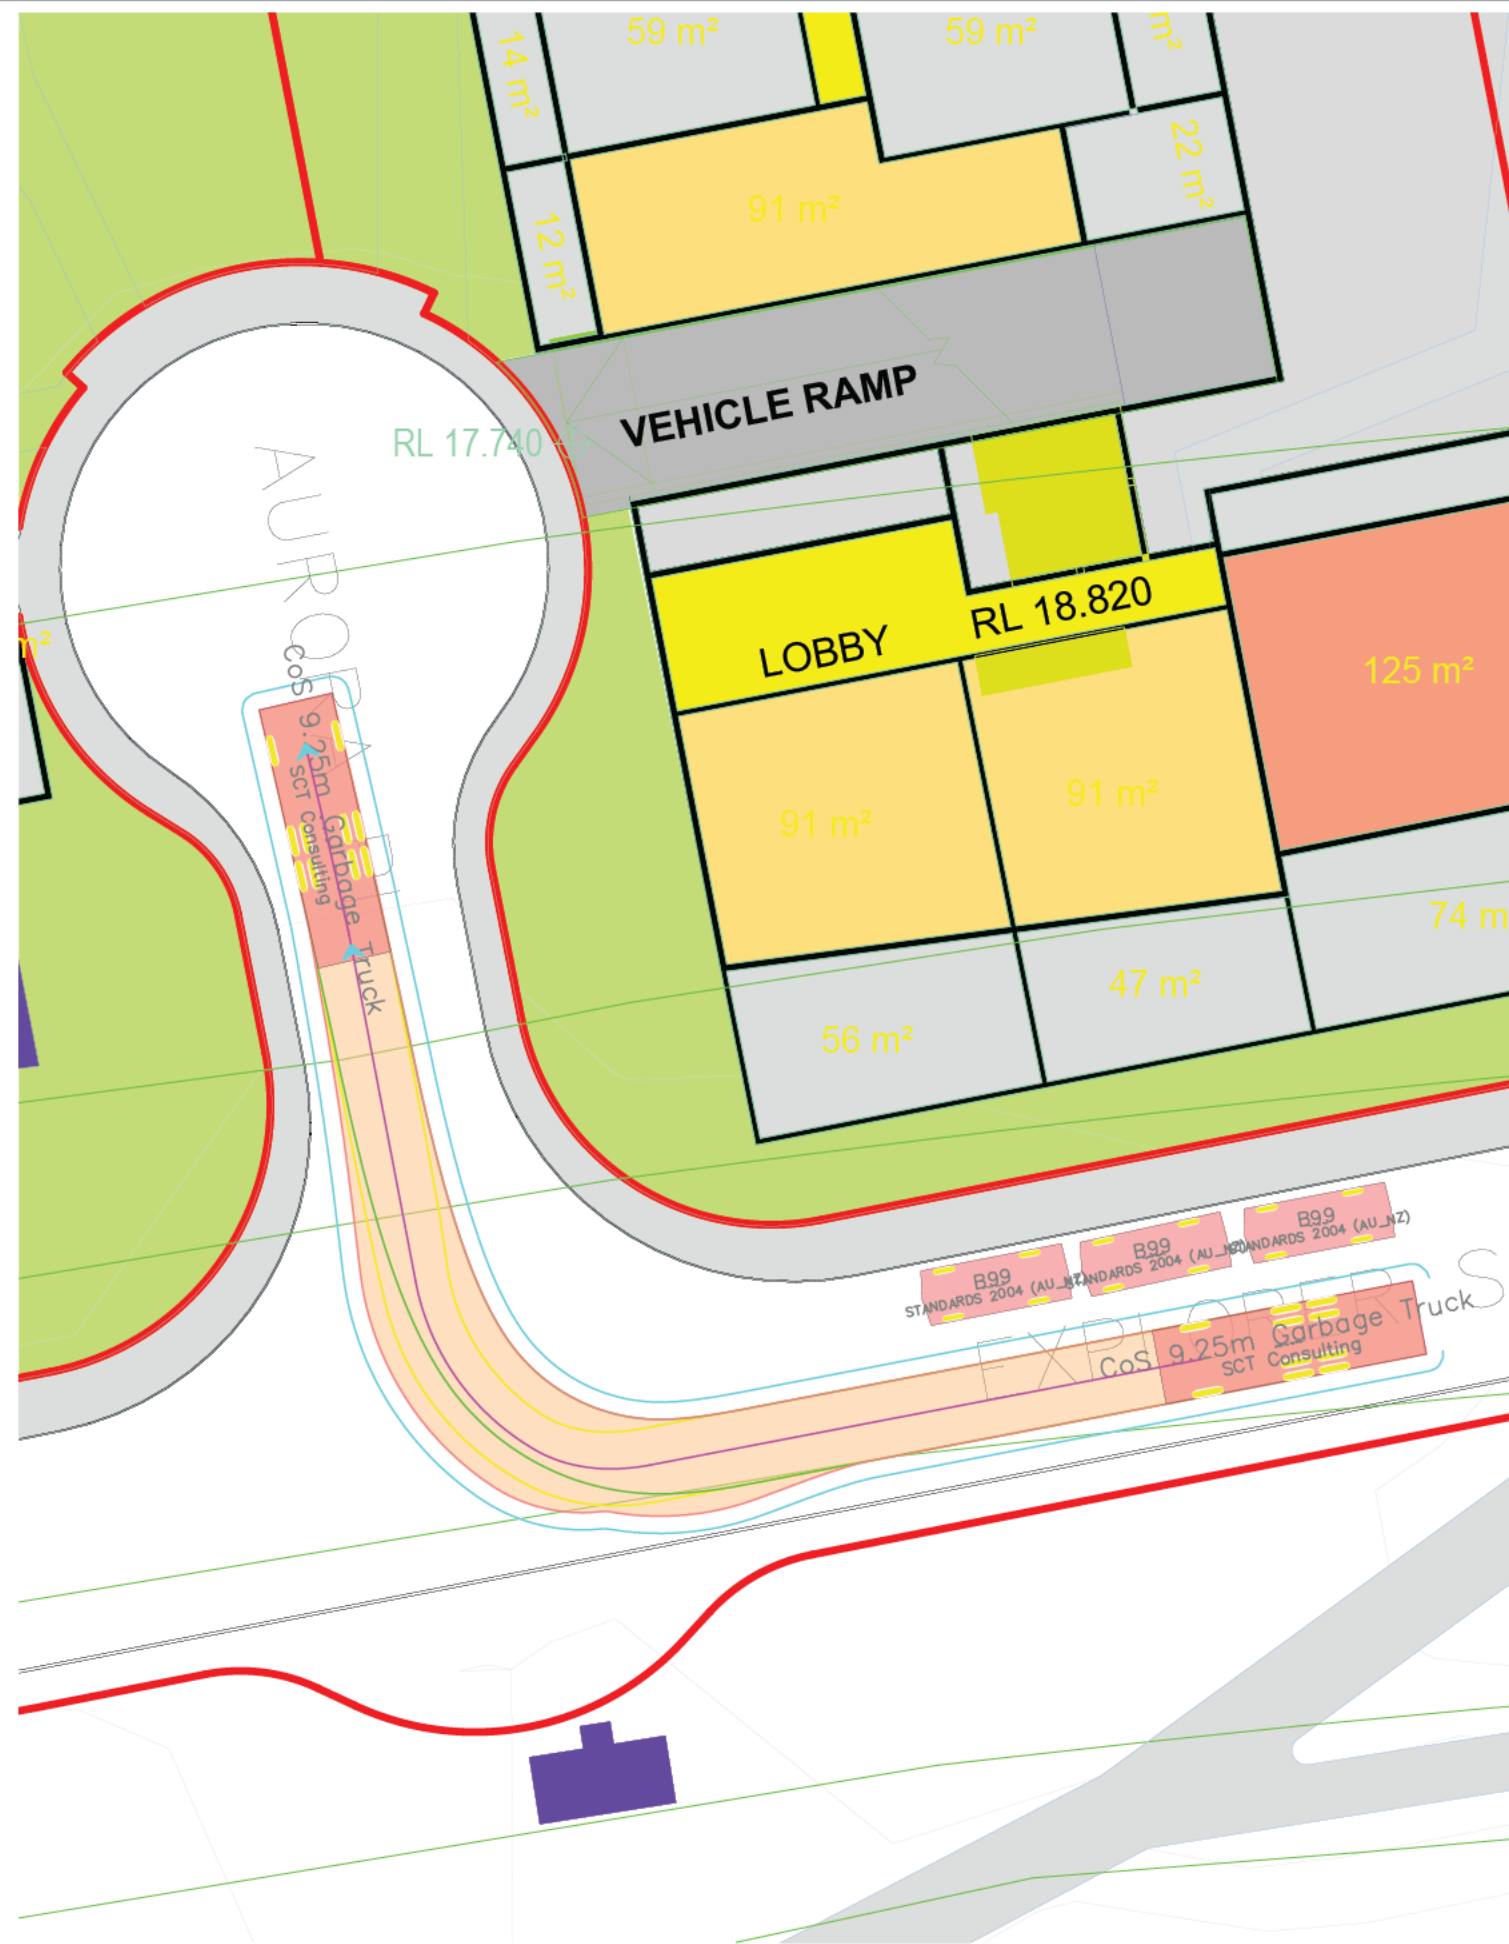 59 m²
59 m²
m²
14 m²
22 m²
91 m²
12 m²
VEHICLE RAMP
RL 17.740
AURORA PL
m²
LOBBY
RL 18.820
125 m²
91 m²
91 m²
CoS 9.25m Garbage Truck
SCT Consulting
74 m
47 m²
56 m²
B99
STANDARDS 2004 (AU_NZ)
B99
STANDARDS 2004 (AU_NZ)
B99
STANDARDS 2004 (AU_NZ)
EXPLORERS
CoS 9.25m Garbage Truck
SCT Consulting